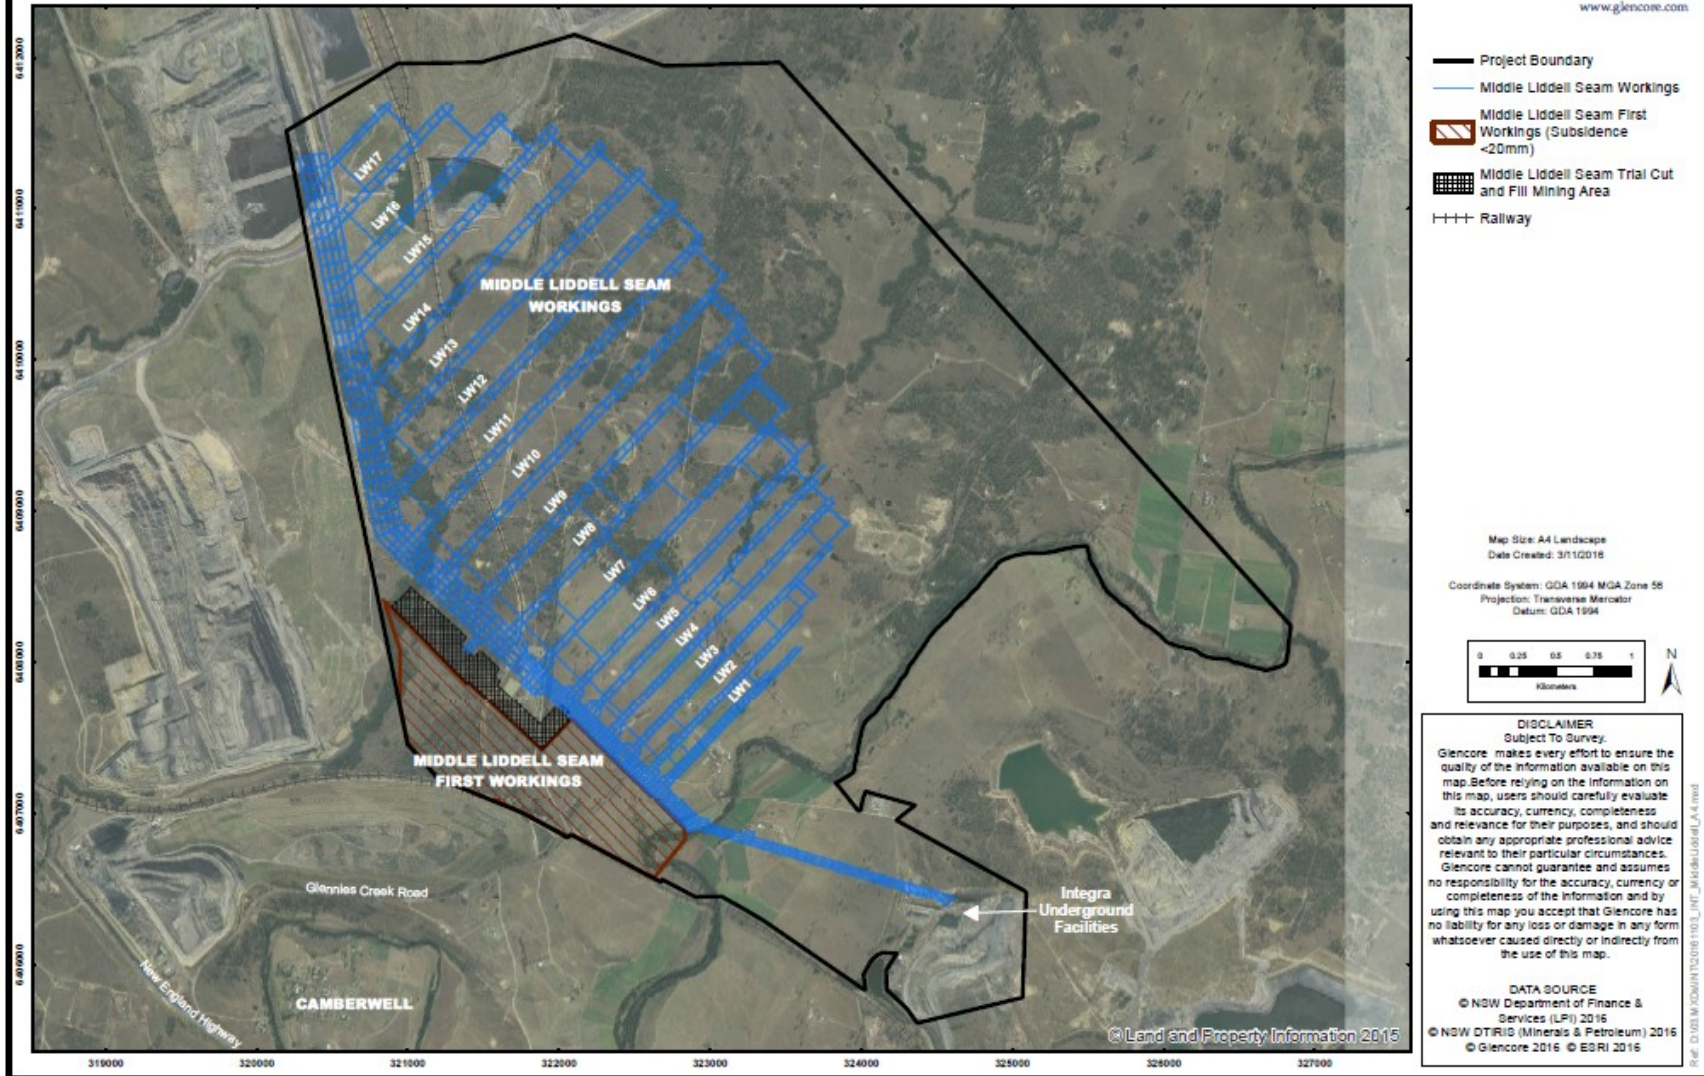 www.glencore.com
Project Boundary
Middle Liddell Seam Workings
Middle Liddell Seam First
Workings (Subsidence
<20mm)
Middle Liddell Seam Trial Cut
and Fill Mining Area
Railway
6412000
6411000
6410000
6409000
6408000
6407000
6406000
LW17
LW16
LW15
MIDDLE LIDDELL SEAM
WORKINGS
LW14
LW13
LW12
LW11
LW10
LW9
LW8
LW7
LW6
LW5
LW4
LW3
LW2
LW1
MIDDLE LIDDELL SEAM
FIRST WORKINGS
Glennies Creek Road
New England Highway
CAMBERWELL
Integra
Underground
Facilities
© Land and Property Information 2015
319000
320000
321000
322000
323000
324000
325000
326000
327000
Map Size: A4 Landscape
Date Created: 3/11/2016
Coordinate System: GDA 1994 MGA Zone 56
Projection: Transverse Mercator
Datum: GDA 1994
0 0.25 0.5 0.75 1
Kilometers
N
DISCLAIMER
Subject To Survey.
Glencore makes every effort to ensure the
quality of the information available on this
map.Before relying on the information on
this map, users should carefully evaluate
its accuracy, currency, completeness
and relevance for their purposes, and should
obtain any appropriate professional advice
relevant to their particular circumstances.
Glencore cannot guarantee and assumes
no responsibility for the accuracy, currency or
completeness of the information and by
using this map you accept that Glencore has
no liability for any loss or damage in any form
whatsoever caused directly or indirectly from
the use of this map.
DATA SOURCE
© NSW Department of Finance &
Services (LPI) 2016
© NSW DTIRIS (Minerals & Petroleum) 2016
© Glencore 2016 © ESRI 2016